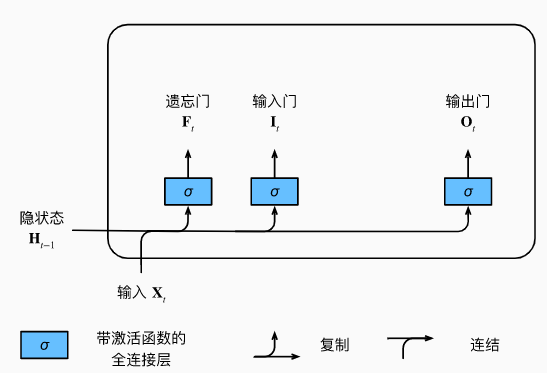 遗忘门 输入门 输出门
F_t I_t O_t
σ σ σ
隐状态
H_{t−1}
输入 X_t
σ 带激活函数的 复制 连结
全连接层